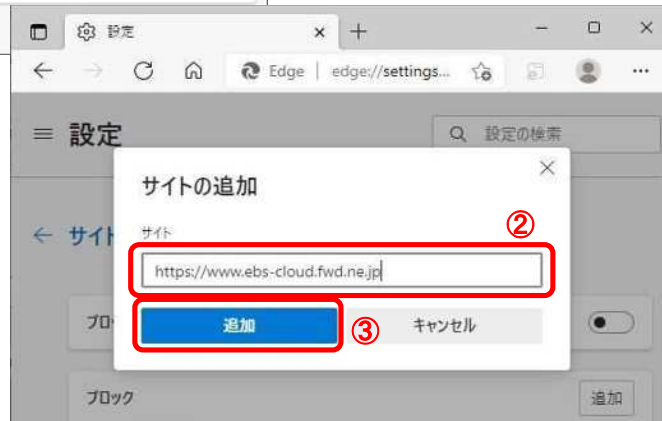 設定
Edge | edge://settings...
設定
設定の検索
サイトの追加
サイト
②
https://www.ebs-cloud.fwd.ne.jp
追加
③
キャンセル
ブロック
追加